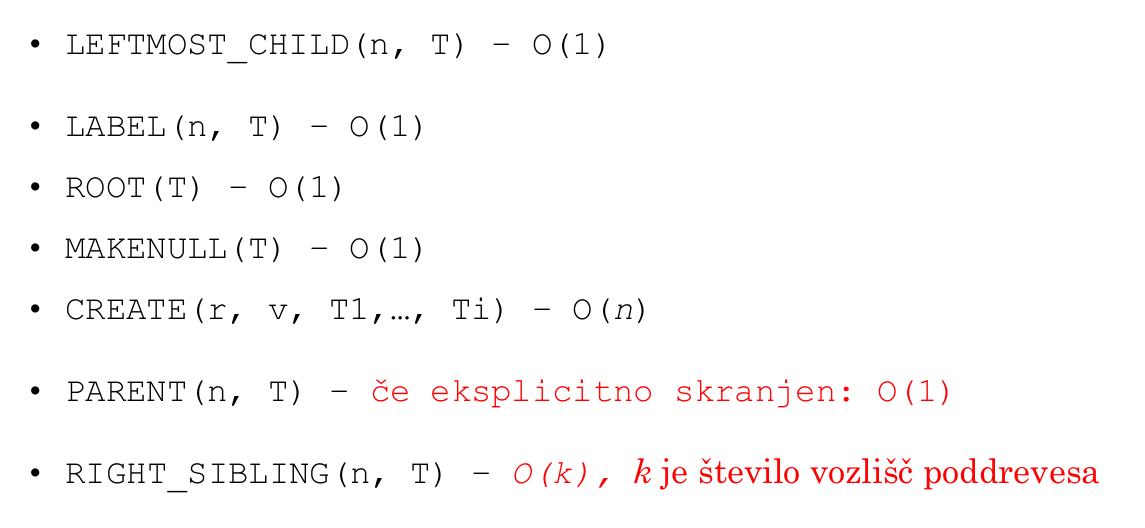 • LEFTMOST_CHILD(n, T) – O(1)
• LABEL(n, T) – O(1)
• ROOT(T) – O(1)
• MAKENULL(T) – O(1)
• CREATE(r, v, T1,…, Ti) – O(n)
• PARENT(n, T) – če eksplicitno skranjen: O(1)
• RIGHT_SIBLING(n, T) – O(k), k je število vozlišč poddrevesa